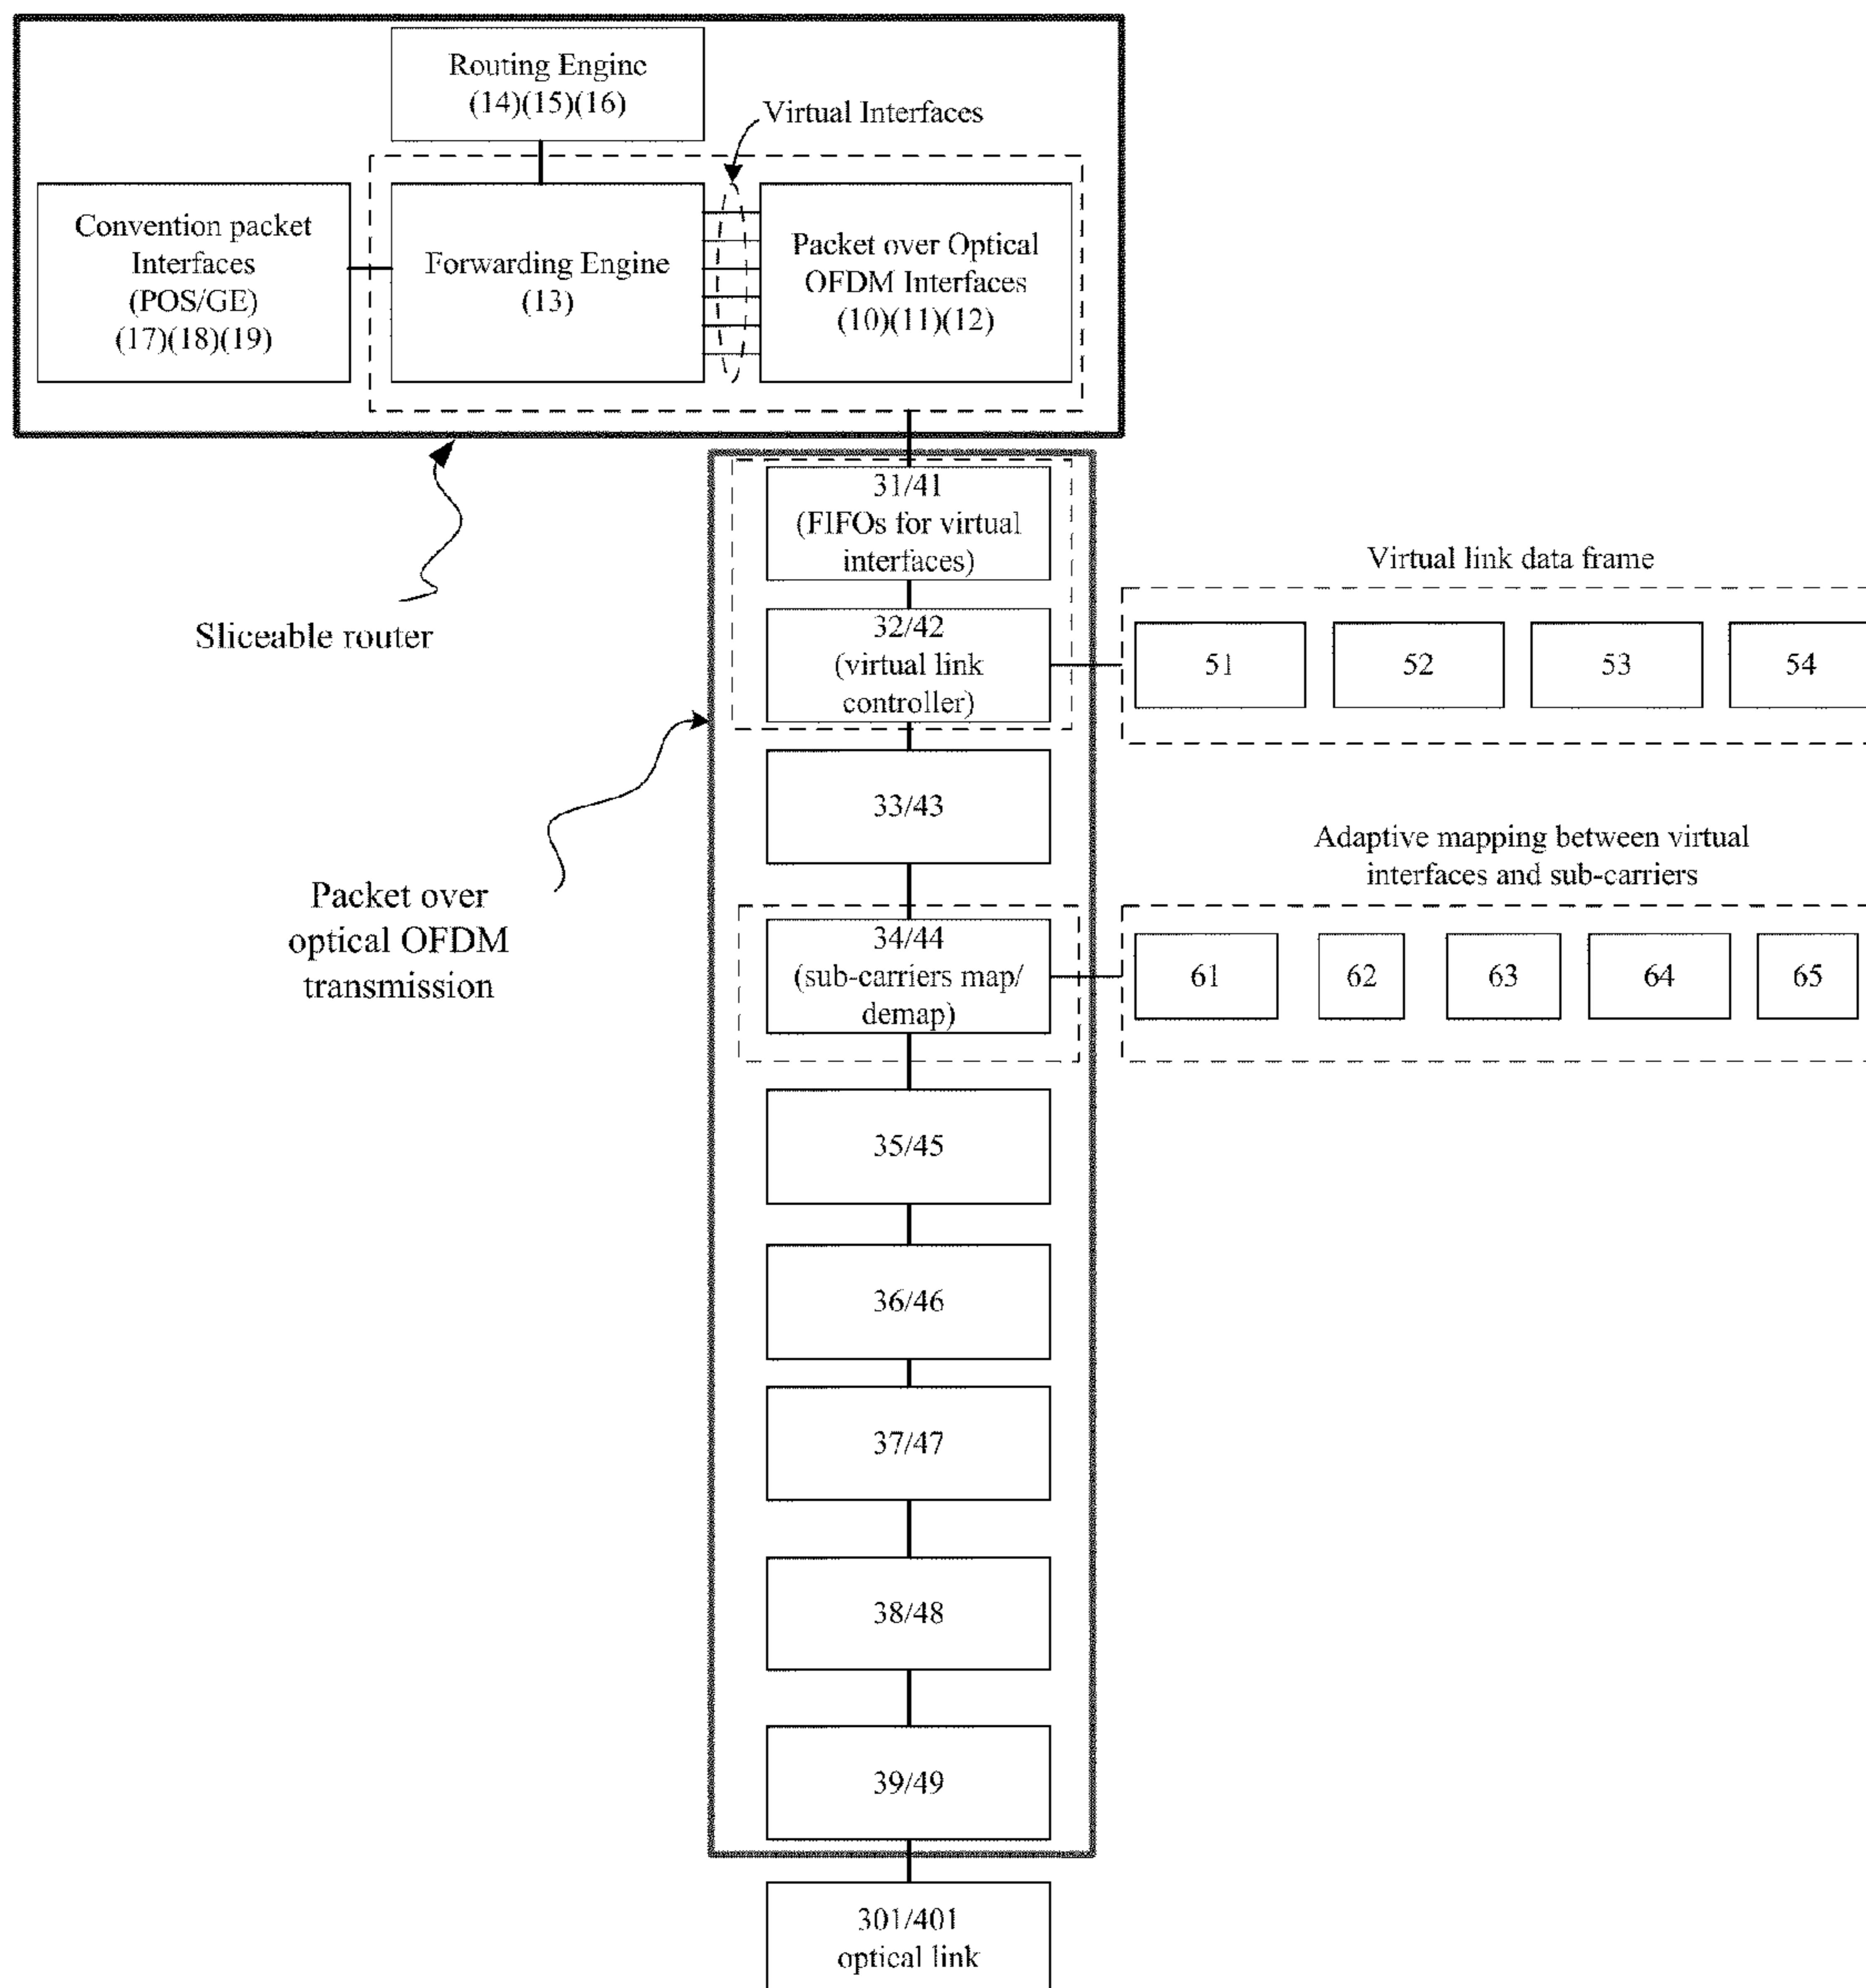 Routing Engine
(14)(15)(16)
Virtual Interfaces
Convention packet
Interfaces
(POS/GE)
(17)(18)(19)
Forwarding Engine
(13)
Packet over Optical
OFDM Interfaces
(10)(11)(12)
Sliceable router
31/41
(FIFOs for virtual
interfaces)
32/42
(virtual link
controller)
Virtual link data frame
51
52
53
54
33/43
Packet over
optical OFDM
transmission
Adaptive mapping between virtual
interfaces and sub-carriers
34/44
(sub-carriers map/
demap)
61
62
63
64
65
35/45
36/46
37/47
38/48
39/49
301/401
optical link